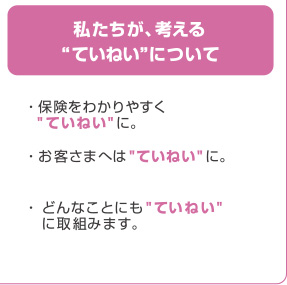 私たちが、考える
“ていねい”について
・保険をわかりやすく
"ていねい"に。
・お客さまへは"ていねい"に。
・ どんなことにも"ていねい"
に取組みます。